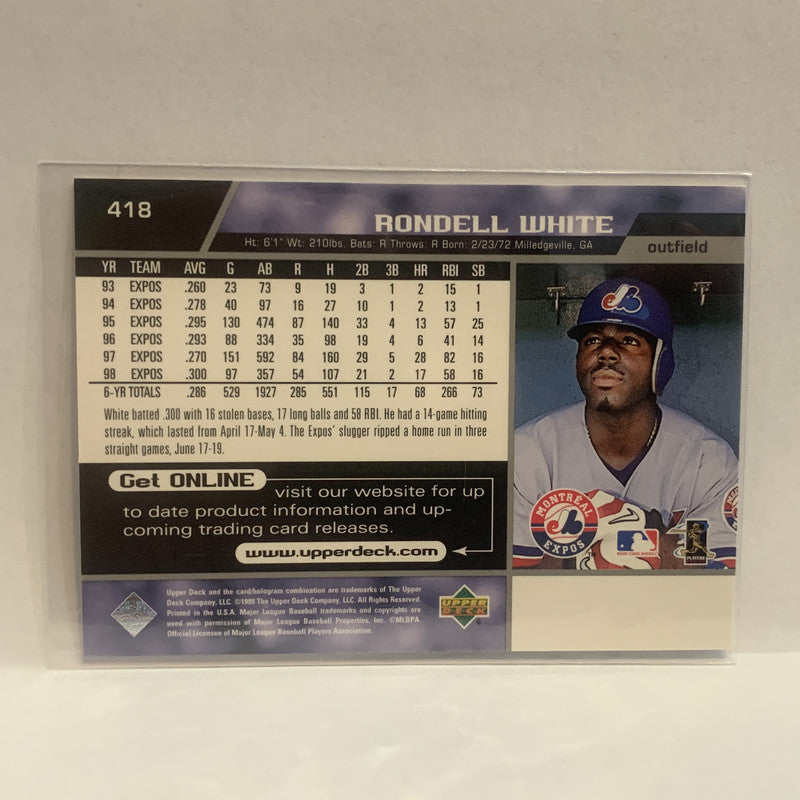 418
RONDELL WHITE
Ht: 6'1" Wt: 210lbs. Bats: R Throws: R Born: 2/23/72 Milledgeville, GA
outfield
YR TEAM AVG G AB R H 2B 3B HR RBI SB
93 EXPOS .260 23 73 9 19 3 1 2 15 1
94 EXPOS .278 40 97 16 27 10 1 2 13 1
95 EXPOS .295 130 474 87 140 33 4 13 57 25
96 EXPOS .293 88 334 35 98 19 4 6 41 14
97 EXPOS .270 151 592 84 160 29 5 28 82 16
98 EXPOS .300 97 357 54 107 21 2 17 58 16
6-YR TOTALS .286 529 1927 285 551 115 17 68 266 73
White batted .300 with 16 stolen bases, 17 long balls and 58 RBI. He had a 14-game hitting
streak, which lasted from April 17-May 4. The Expos' slugger ripped a home run in three
straight games, June 17-19.
Get ONLINE
visit our website for up
to date product information and up-
coming trading card releases.
www.upperdeck.com
MONTRÉAL
EXPOS
MAJOR LEAGUE BASEBALL
PLAYERS
Upper Deck and the card/hologram combination are trademarks of The Upper
Deck Company, LLC. ©1999 The Upper Deck Company, LLC. All Rights Reserved.
Printed in the U.S.A. Major League Baseball trademarks and copyrights are
used with permission of Major League Baseball Properties, Inc. ©MLBPA
Official Licensee of Major League Baseball Players Association.
UPPER
DECK